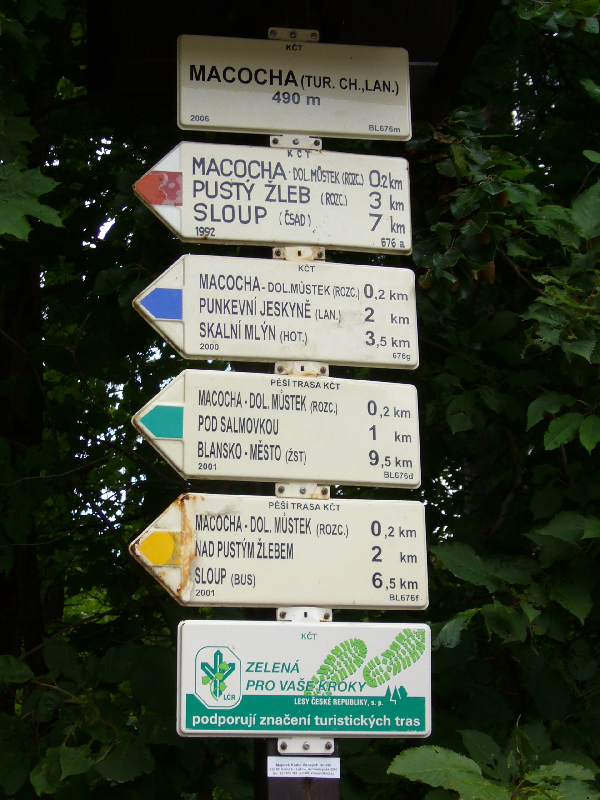 KČT
MACOCHA (TUR. CH.,LAN.)
490 m
2006 BL676m
KČT
MACOCHA - DOL. MŮSTEK (ROZC.) 0,2 km
PUSTÝ ŽLEB (ROZC.) 3 km
SLOUP (ČSAD) 7 km
1992 676 a
KČT
MACOCHA - DOL. MŮSTEK (ROZC.) 0,2 km
PUNKEVNÍ JESKYNĚ (LAN.) 2 km
SKALNÍ MLÝN (HOT.) 3,5 km
2000 676g
PĚŠÍ TRASA KČT
MACOCHA - DOL. MŮSTEK (ROZC.) 0,2 km
POD SALMOVKOU 1 km
BLANSKO - MĚSTO (ŽST) 9,5 km
2001 BL676d
PĚŠÍ TRASA KČT
MACOCHA - DOL. MŮSTEK (ROZC.) 0,2 km
NAD PUSTÝM ŽLEBEM 2 km
SLOUP (BUS) 6,5 km
2001 BL676f
KČT
ZELENÁ
PRO VAŠE KROKY
LČR LESY ČESKÉ REPUBLIKY, s. p.
podporují značení turistických tras